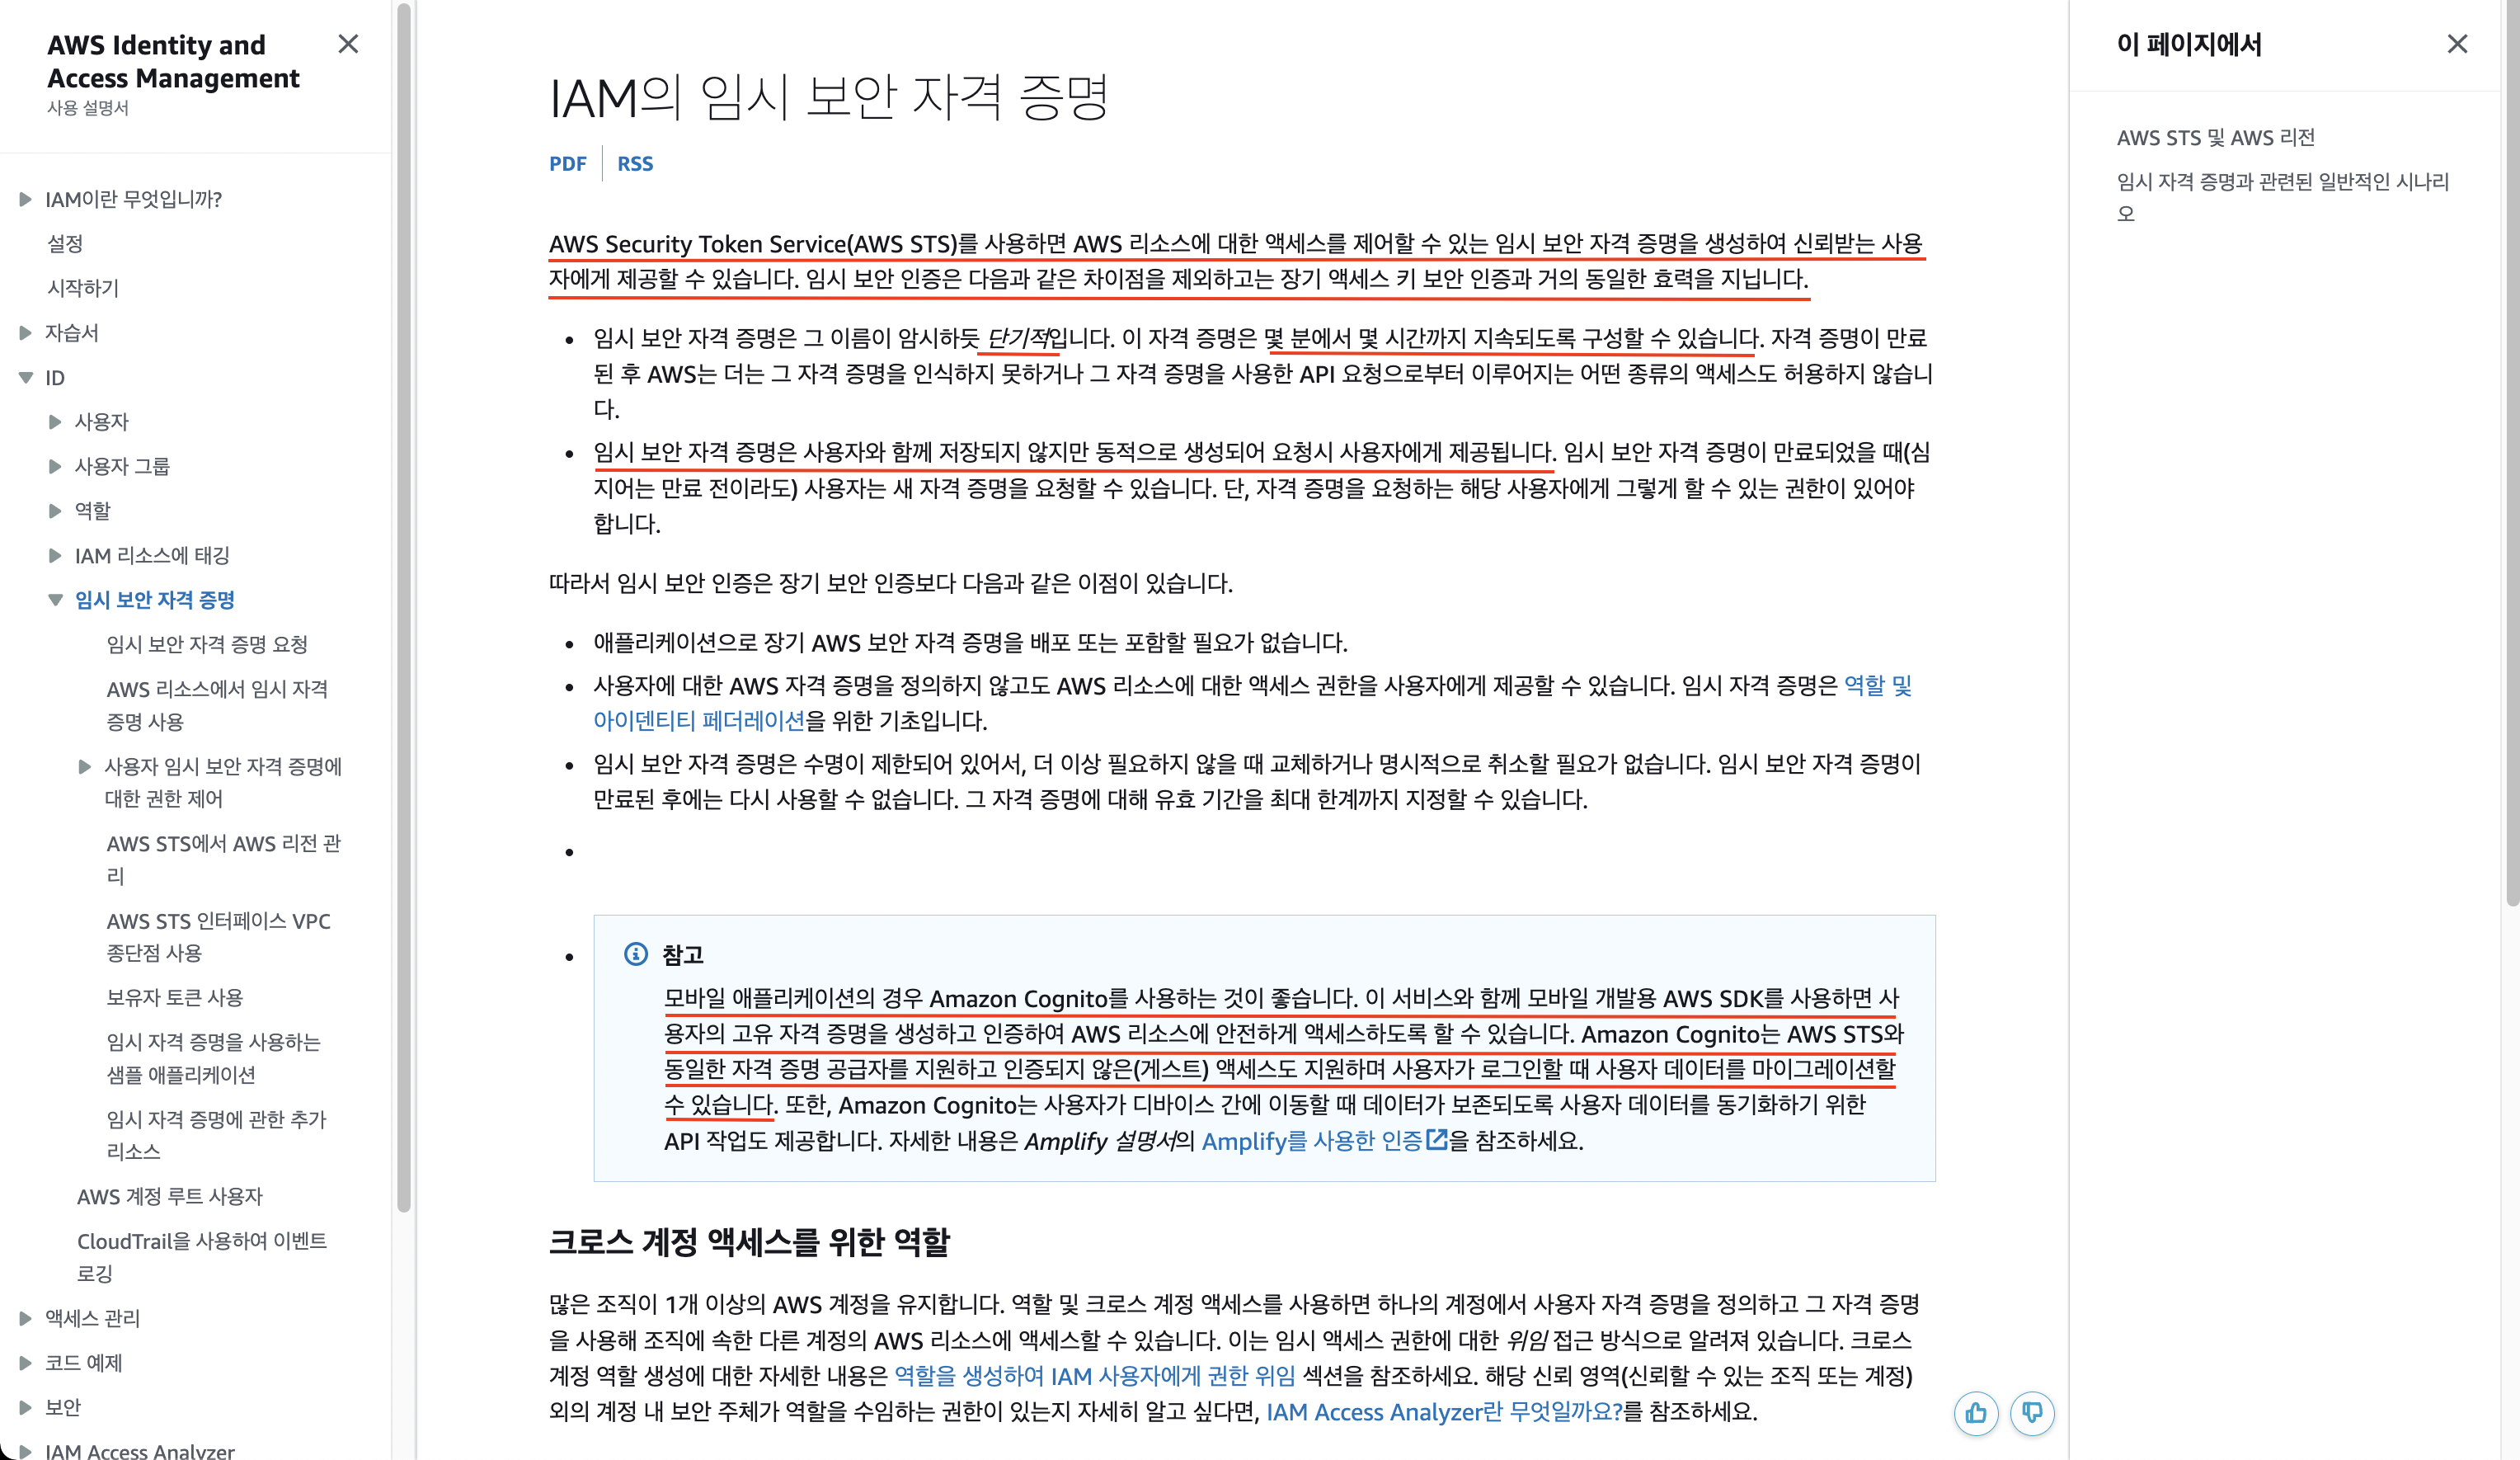 AWS Identity and
Access Management
사용 설명서
IAM이란 무엇입니까?
설정
시작하기
자습서
ID
사용자
사용자 그룹
역할
IAM 리소스에 태깅
임시 보안 자격 증명
임시 보안 자격 증명 요청
AWS 리소스에서 임시 자격
증명 사용
사용자 임시 보안 자격 증명에
대한 권한 제어
AWS STS에서 AWS 리전 관
리
AWS STS 인터페이스 VPC
종단점 사용
보유자 토큰 사용
임시 자격 증명을 사용하는
샘플 애플리케이션
임시 자격 증명에 관한 추가
리소스
AWS 계정 루트 사용자
CloudTrail을 사용하여 이벤트
로깅
액세스 관리
코드 예제
보안
IAM Access Analyzer
IAM의 임시 보안 자격 증명
PDF
RSS
AWS Security Token Service(AWS STS)를 사용하면 AWS 리소스에 대한 액세스를 제어할 수 있는 임시 보안 자격 증명을 생성하여 신뢰받는 사용
자에게 제공할 수 있습니다. 임시 보안 인증은 다음과 같은 차이점을 제외하고는 장기 액세스 키 보안 인증과 거의 동일한 효력을 지닙니다.
• 임시 보안 자격 증명은 그 이름이 암시하듯 단기적입니다. 이 자격 증명은 몇 분에서 몇 시간까지 지속되도록 구성할 수 있습니다. 자격 증명이 만료
된 후 AWS는 더는 그 자격 증명을 인식하지 못하거나 그 자격 증명을 사용한 API 요청으로부터 이루어지는 어떤 종류의 액세스도 허용하지 않습니
다.
• 임시 보안 자격 증명은 사용자와 함께 저장되지 않지만 동적으로 생성되어 요청시 사용자에게 제공됩니다. 임시 보안 자격 증명이 만료되었을 때(심
지어는 만료 전이라도) 사용자는 새 자격 증명을 요청할 수 있습니다. 단, 자격 증명을 요청하는 해당 사용자에게 그렇게 할 수 있는 권한이 있어야
합니다.
따라서 임시 보안 인증은 장기 보안 인증보다 다음과 같은 이점이 있습니다.
• 애플리케이션으로 장기 AWS 보안 자격 증명을 배포 또는 포함할 필요가 없습니다.
• 사용자에 대한 AWS 자격 증명을 정의하지 않고도 AWS 리소스에 대한 액세스 권한을 사용자에게 제공할 수 있습니다. 임시 자격 증명은 역할 및
아이덴티티 페더레이션을 위한 기초입니다.
• 임시 보안 자격 증명은 수명이 제한되어 있어서, 더 이상 필요하지 않을 때 교체하거나 명시적으로 취소할 필요가 없습니다. 임시 보안 자격 증명이
만료된 후에는 다시 사용할 수 없습니다. 그 자격 증명에 대해 유효 기간을 최대 한계까지 지정할 수 있습니다.
•
• 참고
모바일 애플리케이션의 경우 Amazon Cognito를 사용하는 것이 좋습니다. 이 서비스와 함께 모바일 개발용 AWS SDK를 사용하면 사
용자의 고유 자격 증명을 생성하고 인증하여 AWS 리소스에 안전하게 액세스하도록 할 수 있습니다. Amazon Cognito는 AWS STS와
동일한 자격 증명 공급자를 지원하고 인증되지 않은(게스트) 액세스도 지원하며 사용자가 로그인할 때 사용자 데이터를 마이그레이션할
수 있습니다. 또한, Amazon Cognito는 사용자가 디바이스 간에 이동할 때 데이터가 보존되도록 사용자 데이터를 동기화하기 위한
API 작업도 제공합니다. 자세한 내용은 Amplify 설명서의 Amplify를 사용한 인증을 참조하세요.
크로스 계정 액세스를 위한 역할
많은 조직이 1개 이상의 AWS 계정을 유지합니다. 역할 및 크로스 계정 액세스를 사용하면 하나의 계정에서 사용자 자격 증명을 정의하고 그 자격 증명
을 사용해 조직에 속한 다른 계정의 AWS 리소스에 액세스할 수 있습니다. 이는 임시 액세스 권한에 대한 위임 접근 방식으로 알려져 있습니다. 크로스
계정 역할 생성에 대한 자세한 내용은 역할을 생성하여 IAM 사용자에게 권한 위임 섹션을 참조하세요. 해당 신뢰 영역(신뢰할 수 있는 조직 또는 계정)
외의 계정 내 보안 주체가 역할을 수임하는 권한이 있는지 자세히 알고 싶다면, IAM Access Analyzer란 무엇일까요?를 참조하세요.
이 페이지에서
AWS STS 및 AWS 리전
임시 자격 증명과 관련된 일반적인 시나리
오